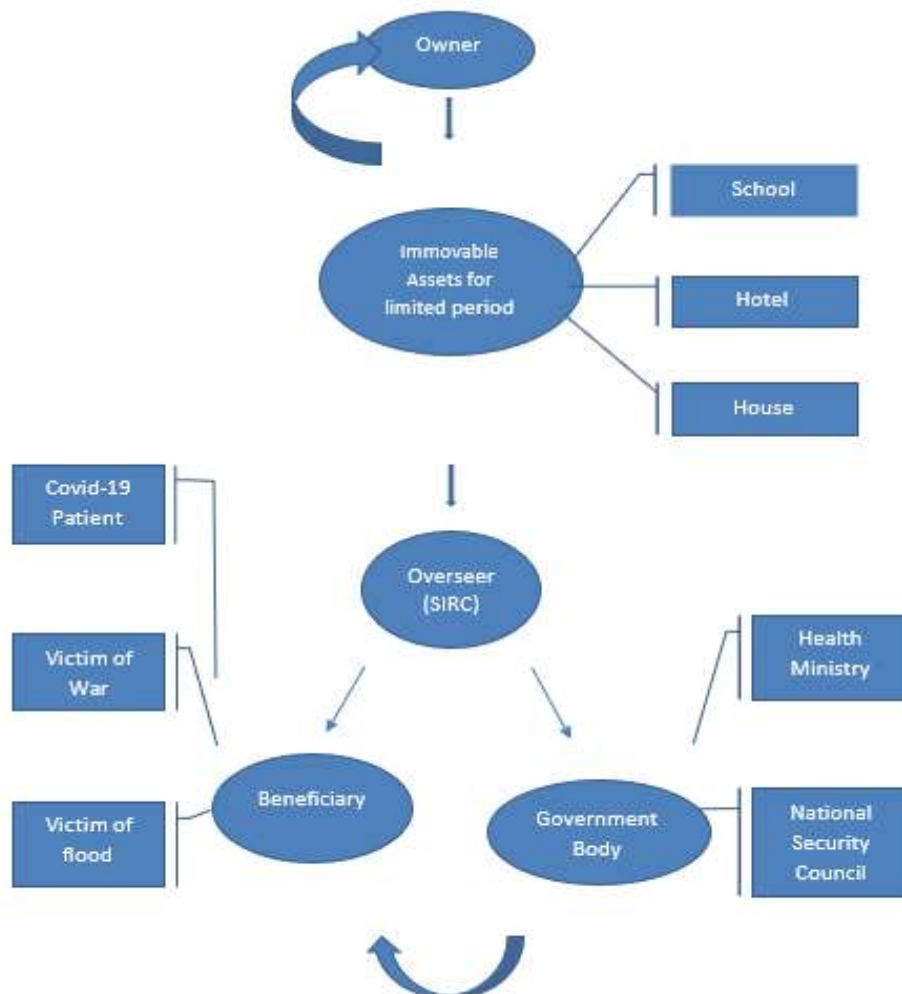 Owner
School
Immovable
Assets for
limited period
Hotel
House
Covid-19
Patient
Overseer
(SIRC)
Victim of
War
Health
Ministry
Beneficiary
Government
Body
Victim of
flood
National
Security
Council